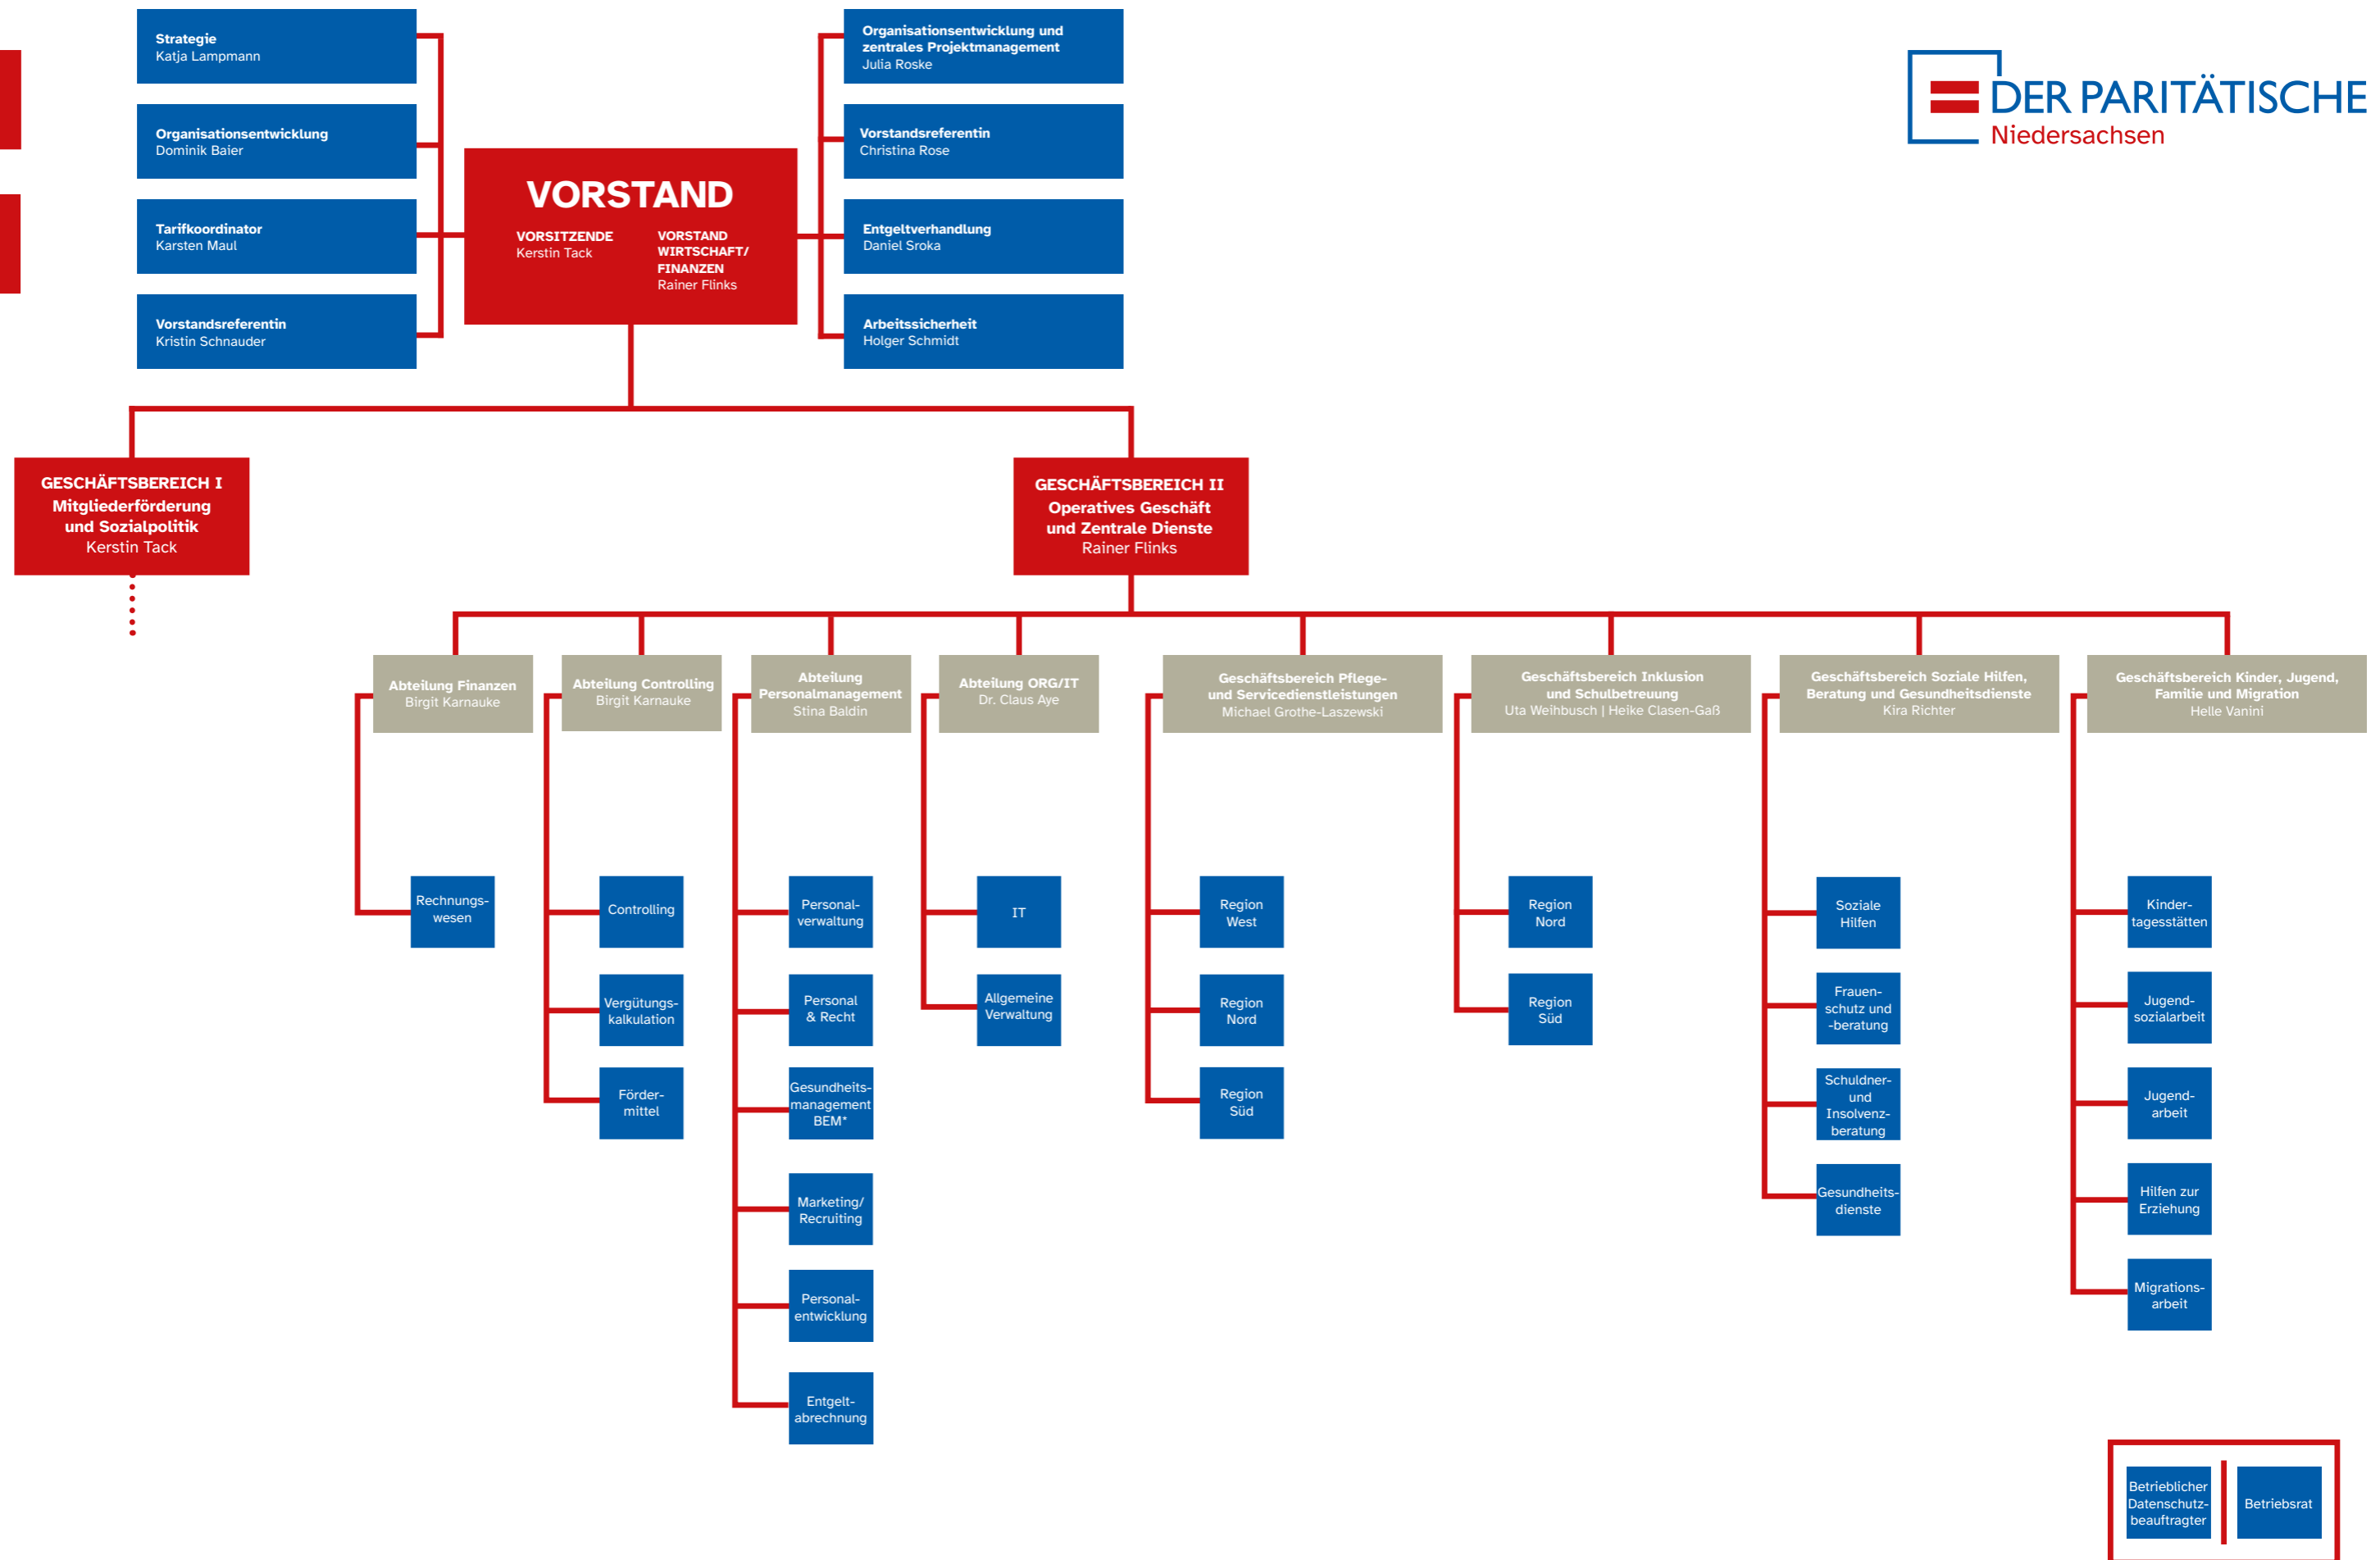 Strategie
Katja Lampmann
Organisationsentwicklung
Dominik Baier
Tarifkoordinator
Karsten Maul
Vorstandsreferentin
Kristin Schnauder
VORSTAND
VORSITZENDE
Kerstin Tack
VORSTAND
WIRTSCHAFT/
FINANZEN
Rainer Flinks
Organisationsentwicklung und
zentrales Projektmanagement
Julia Roske
Vorstandsreferentin
Christina Rose
Entgeltverhandlung
Daniel Sroka
Arbeitssicherheit
Holger Schmidt
DER PARITÄTISCHE
Niedersachsen
GESCHÄFTSBEREICH I
Mitgliederförderung
und Sozialpolitik
Kerstin Tack
GESCHÄFTSBEREICH II
Operatives Geschäft
und Zentrale Dienste
Rainer Flinks
Abteilung Finanzen
Birgit Karnauke
Rechnungs-
wesen
Abteilung Controlling
Birgit Karnauke
Controlling
Vergütungs-
kalkulation
Förder-
mittel
Abteilung
Personalmanagement
Stina Baldin
Personal-
verwaltung
Personal
& Recht
Gesundheits-
management
BEM*
Marketing/
Recruiting
Personal-
entwicklung
Entgelt-
abrechnung
Abteilung ORG/IT
Dr. Claus Aye
IT
Allgemeine
Verwaltung
Geschäftsbereich Pflege-
und Servicedienstleistungen
Michael Grothe-Laszewski
Region
West
Region
Nord
Region
Süd
Geschäftsbereich Inklusion
und Schulbetreuung
Uta Weihbusch | Heike Clasen-Gaß
Region
Nord
Region
Süd
Geschäftsbereich Soziale Hilfen,
Beratung und Gesundheitsdienste
Kira Richter
Soziale
Hilfen
Frauen-
schutz und
-beratung
Schuldner-
und
Insolvenz-
beratung
Gesundheits-
dienste
Geschäftsbereich Kinder, Jugend,
Familie und Migration
Helle Vanini
Kinder-
tagesstätten
Jugend-
sozialarbeit
Jugend-
arbeit
Hilfen zur
Erziehung
Migrations-
arbeit
Betrieblicher
Datenschutz-
beauftragter
Betriebsrat